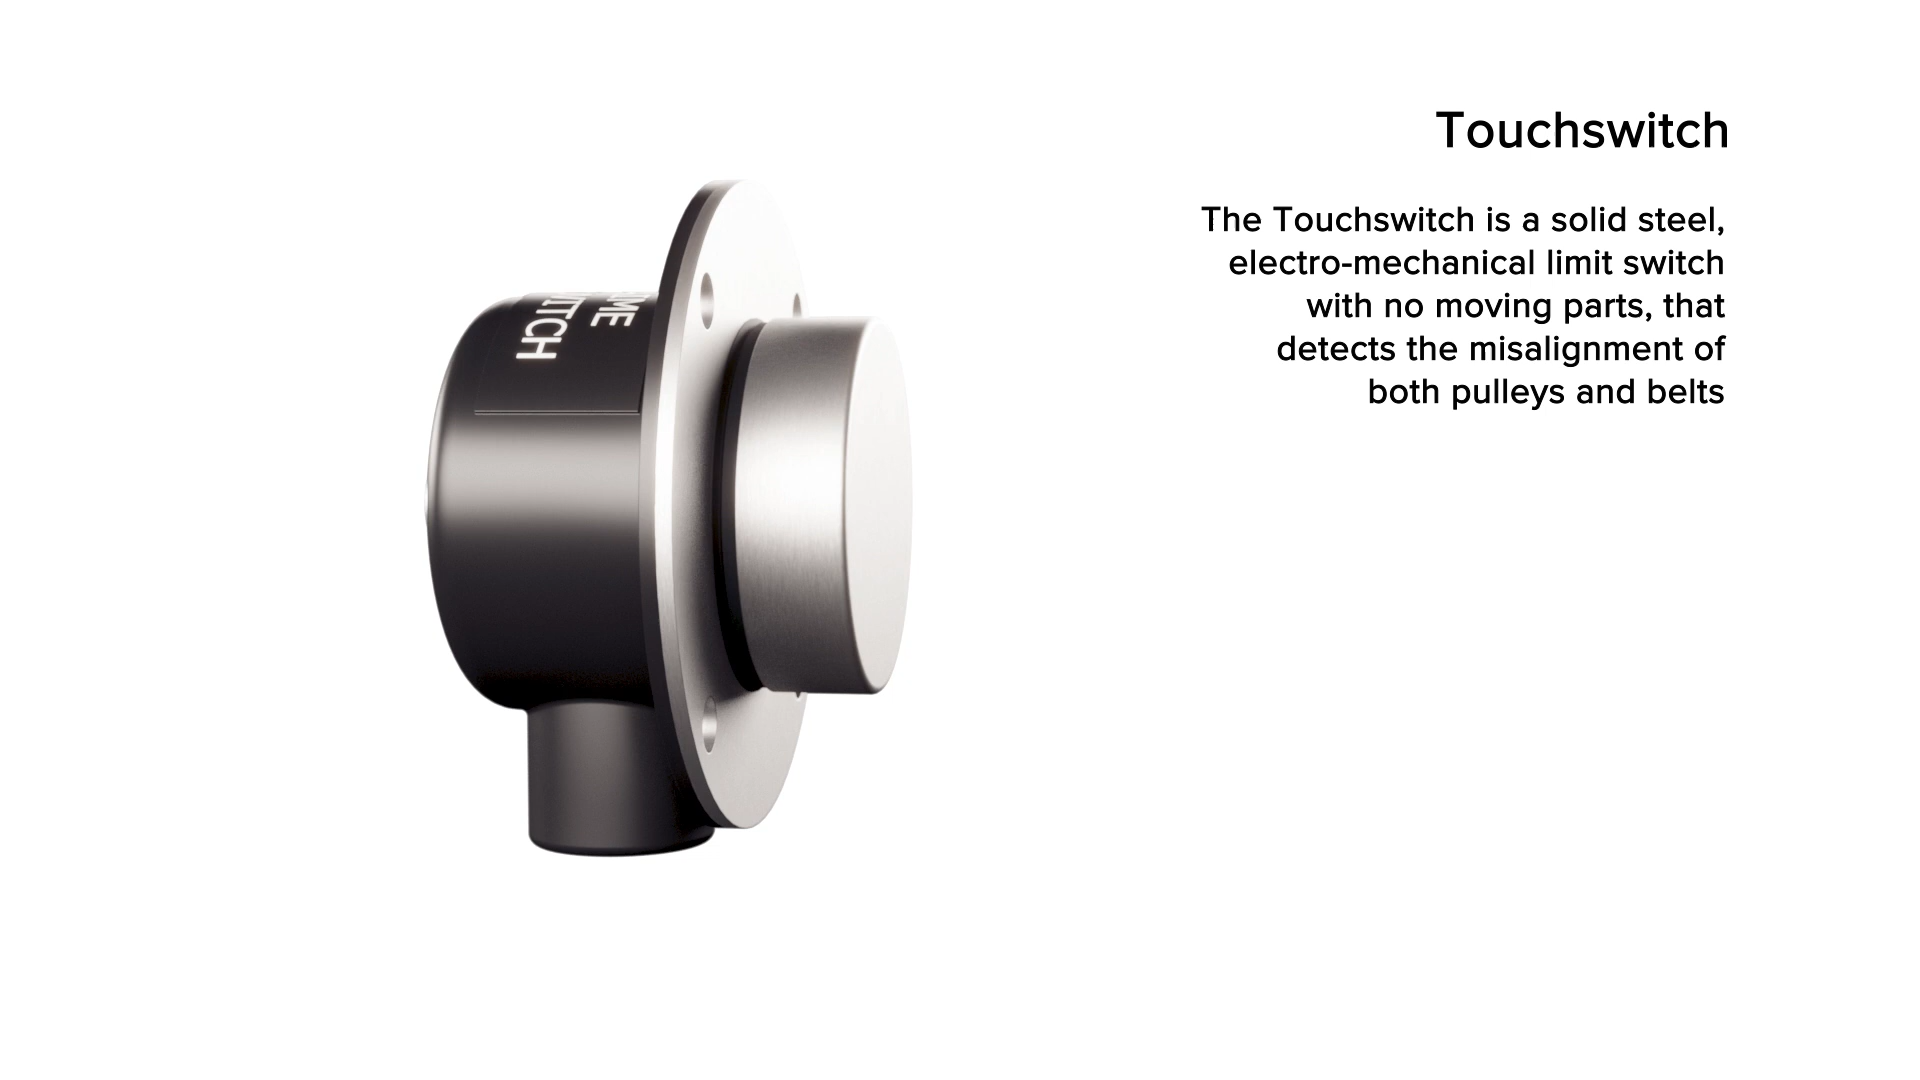 Touchswitch
The Touchswitch is a solid steel,
electro-mechanical limit switch
with no moving parts, that
detects the misalignment of
both pulleys and belts